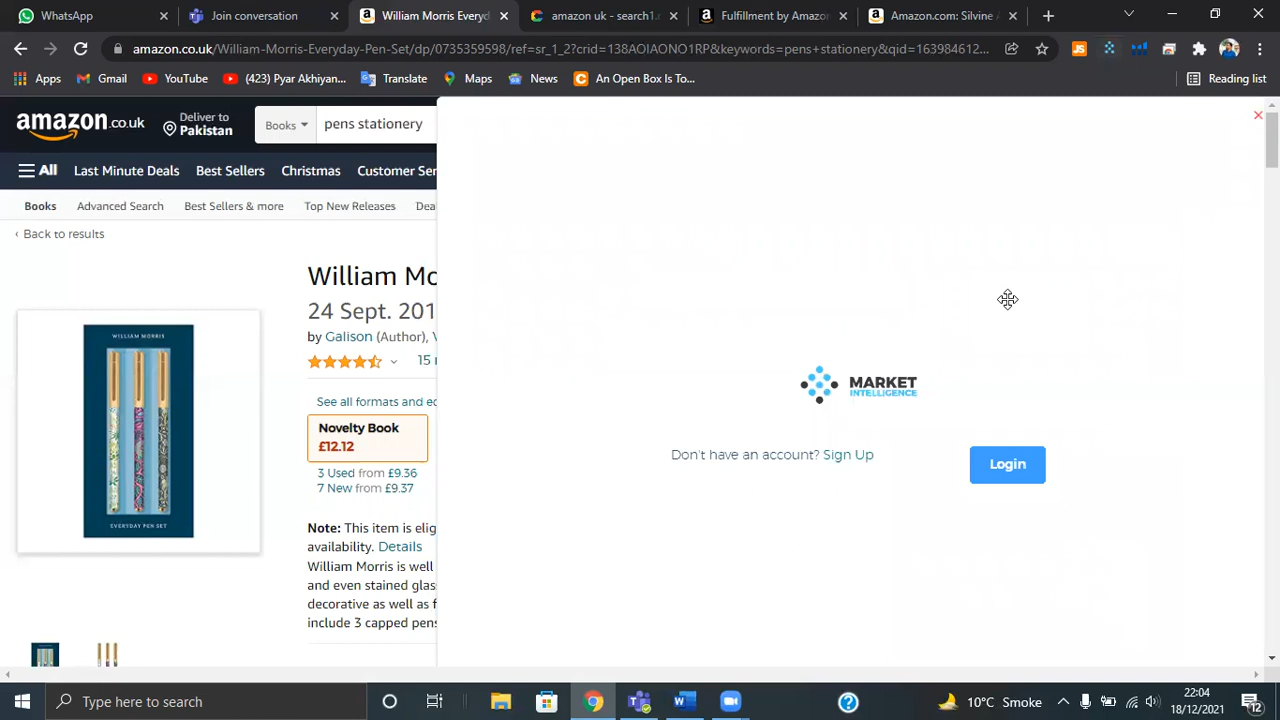 WhatsApp
Join conversation
William Morris Everyd
amazon uk - search1.r
Fulfillment by Amazo
Amazon.com: Silvine
amazon.co.uk/William-Morris-Everyday-Pen-Set/dp/0735359598/ref=sr_1_2?crid=138AOIAONO1RP&keywords=pens+stationery&qid=163984612...
Apps
Gmail
YouTube
(423) Pyar Akhiyan...
Translate
Maps
News
An Open Box Is To...
Reading list
amazon.co.uk
Deliver to
Pakistan
Books
pens stationery
All
Last Minute Deals
Best Sellers
Christmas
Customer Ser
Books
Advanced Search
Best Sellers & more
Top New Releases
Dea
‹ Back to results
William Mo
24 Sept. 201
by Galison (Author),
15
See all formats and ed
Novelty Book
£12.12
3 Used from £9.36
7 New from £9.37
Note: This item is elig
availability. Details
William Morris is well
and even stained glas
decorative as well as f
include 3 capped pens
WILLIAM MORRIS
EVERYDAY PEN SET
MARKET
INTELLIGENCE
Don't have an account? Sign Up
Login
Type here to search
10°C Smoke
22:04
18/12/2021
12